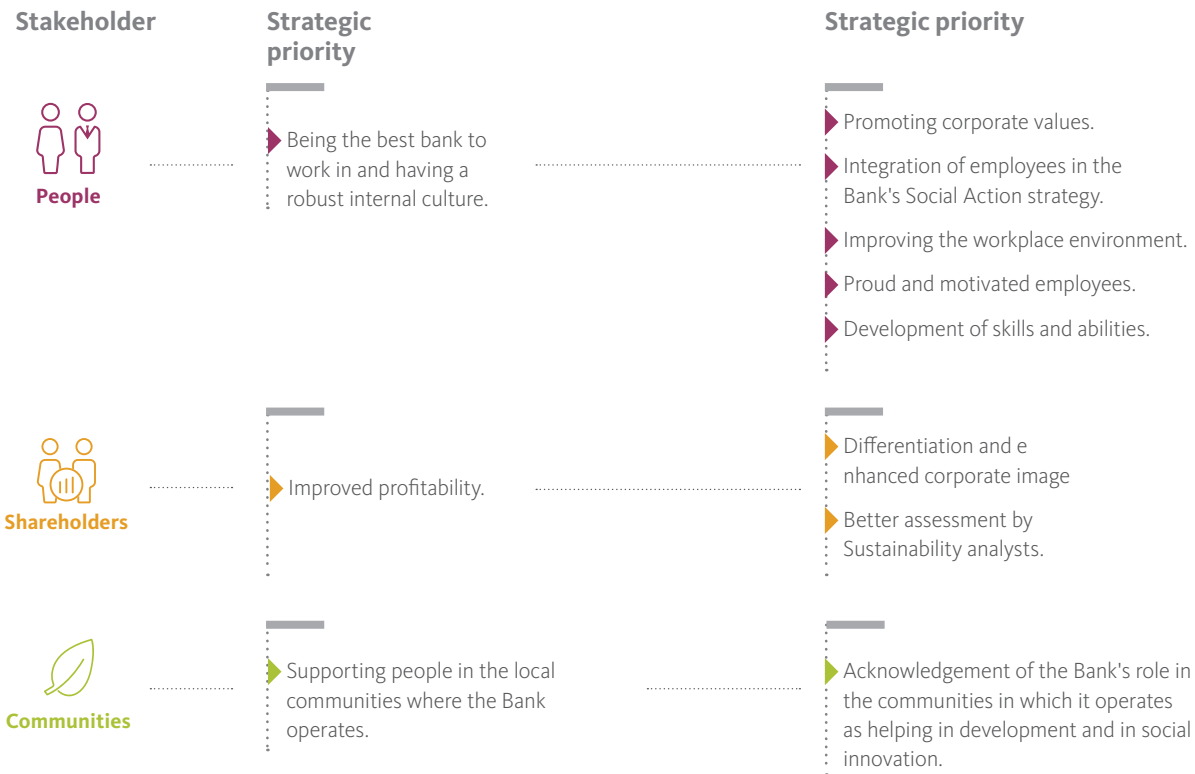 Stakeholder
Strategic
priority
Strategic priority
People
Being the best bank to
work in and having a
robust internal culture.
Promoting corporate values.
Integration of employees in the
Bank's Social Action strategy.
Improving the workplace environment.
Proud and motivated employees.
Development of skills and abilities.
Shareholders
Improved profitability.
Differentiation and e
nhanced corporate image
Better assessment by
Sustainability analysts.
Communities
Supporting people in the local
communities where the Bank
operates.
Acknowledgement of the Bank's role in
the communities in which it operates
as helping in development and in social
innovation.